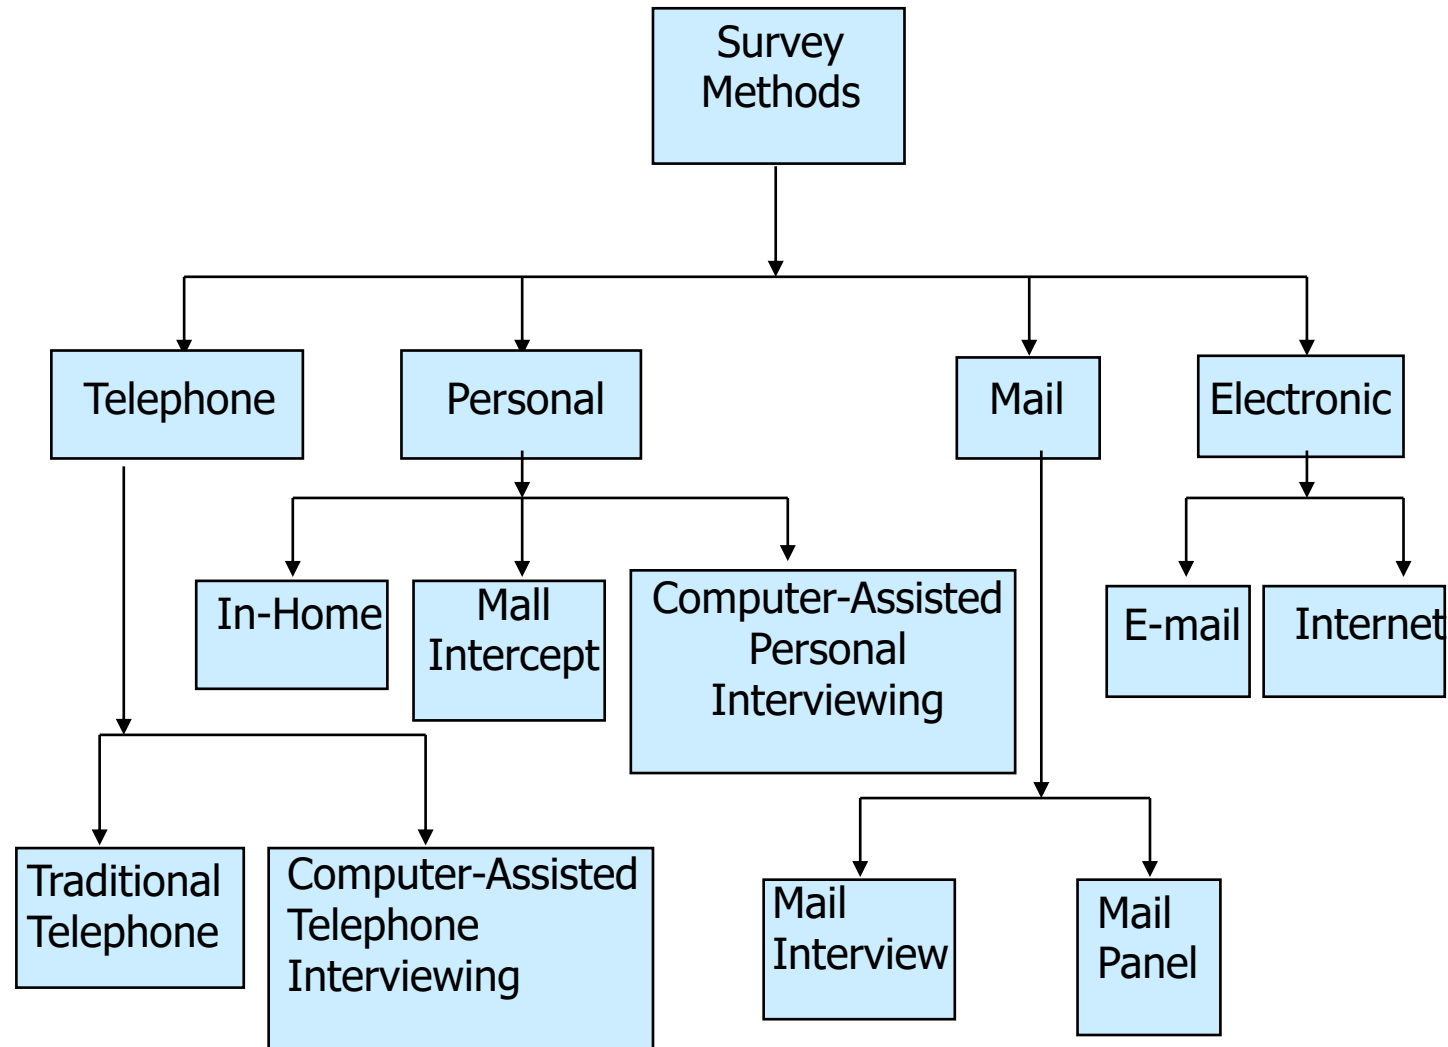 Survey
Methods
Telephone
Personal
Mail
Electronic
In-Home
Mall
Intercept
Computer-Assisted
Personal
Interviewing
E-mail
Internet
Traditional
Telephone
Computer-Assisted
Telephone
Interviewing
Mail
Interview
Mail
Panel